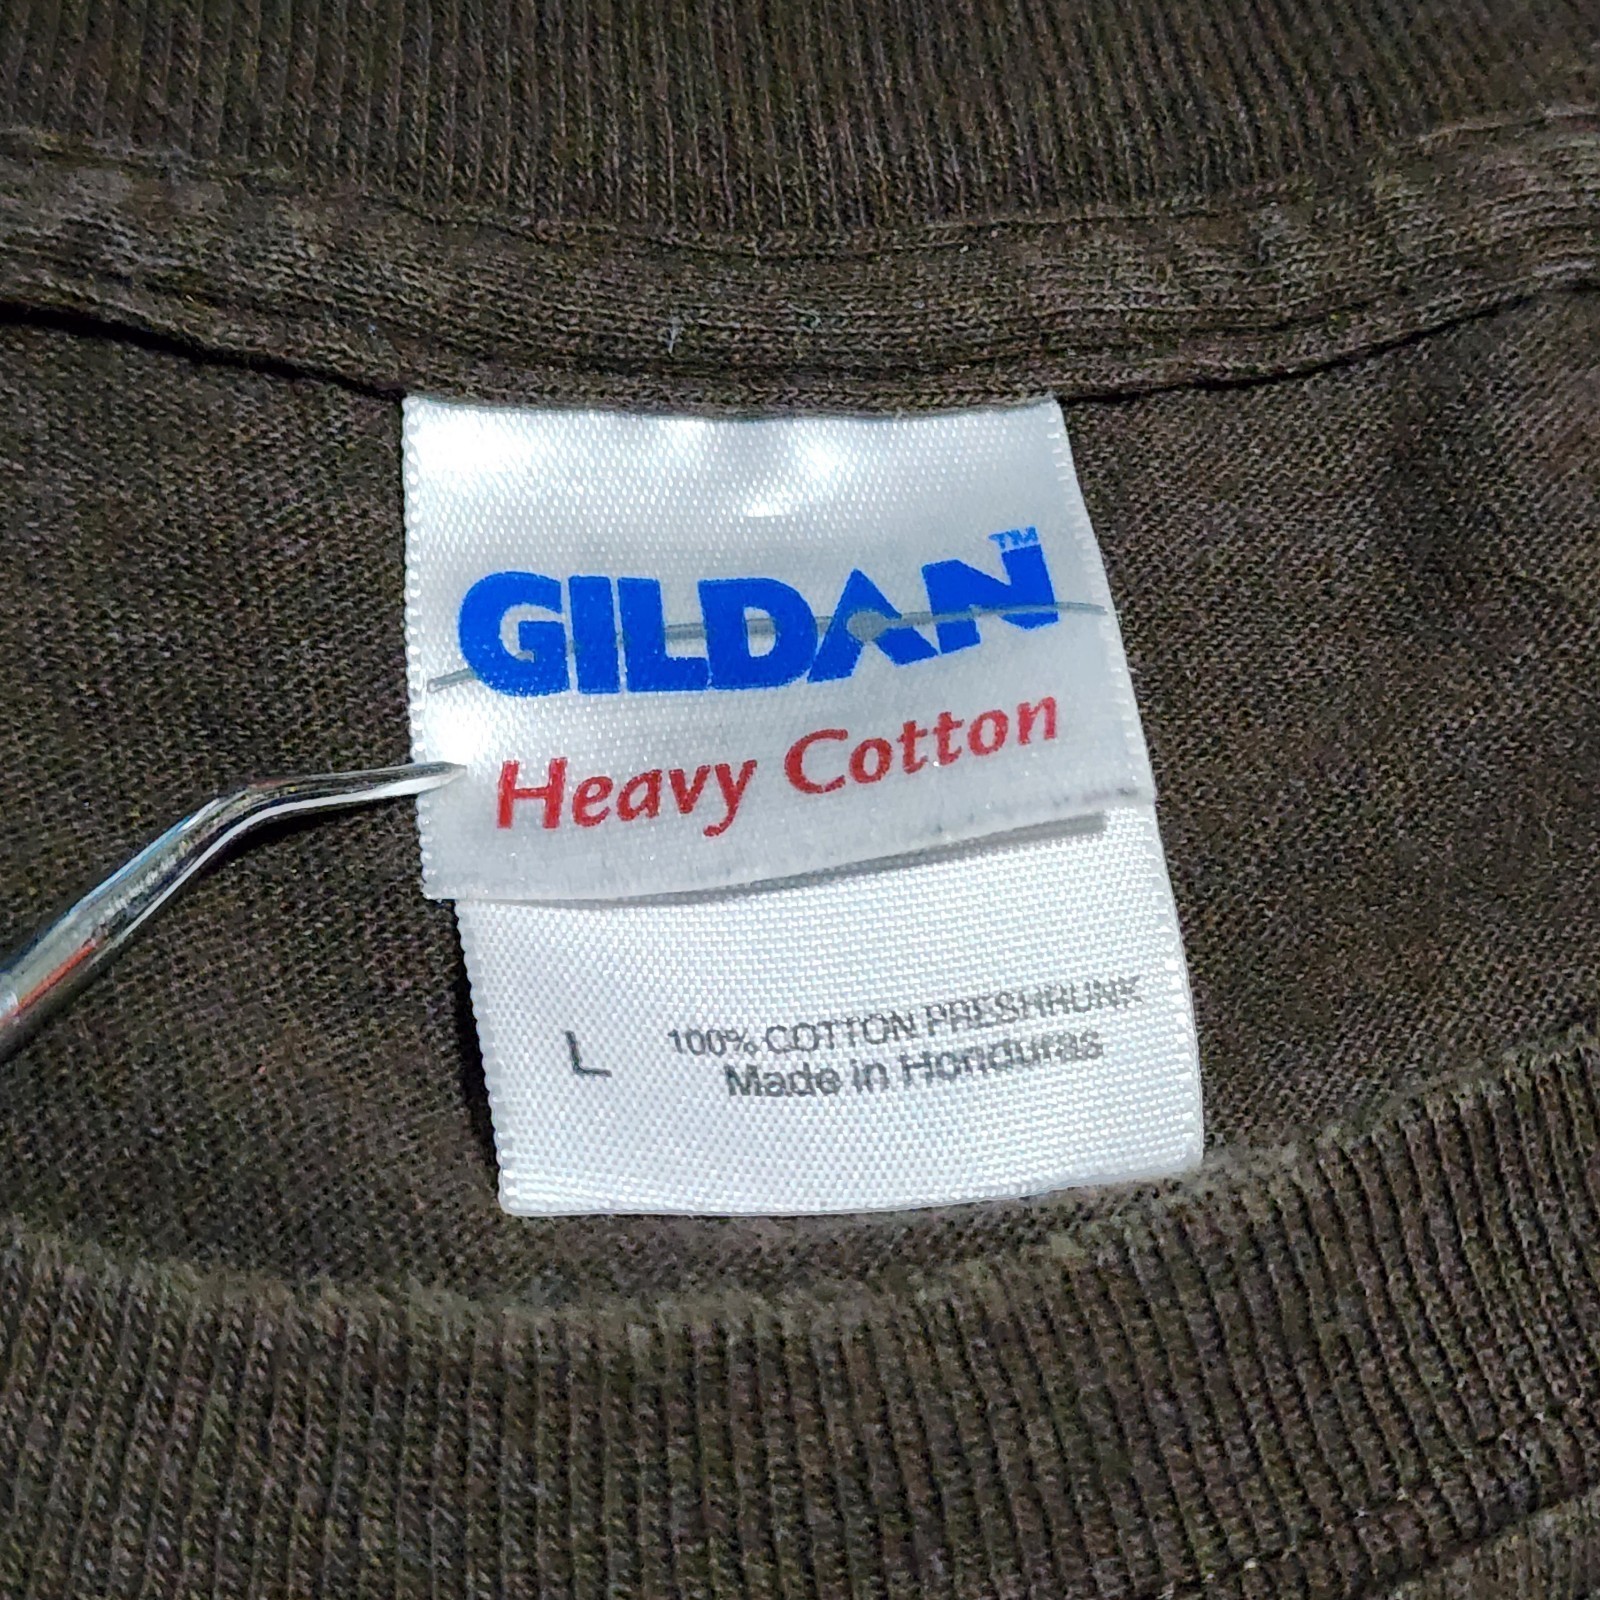 GILDAN™
Heavy Cotton
L
100% COTTON PRESHRUNK
Made in Honduras